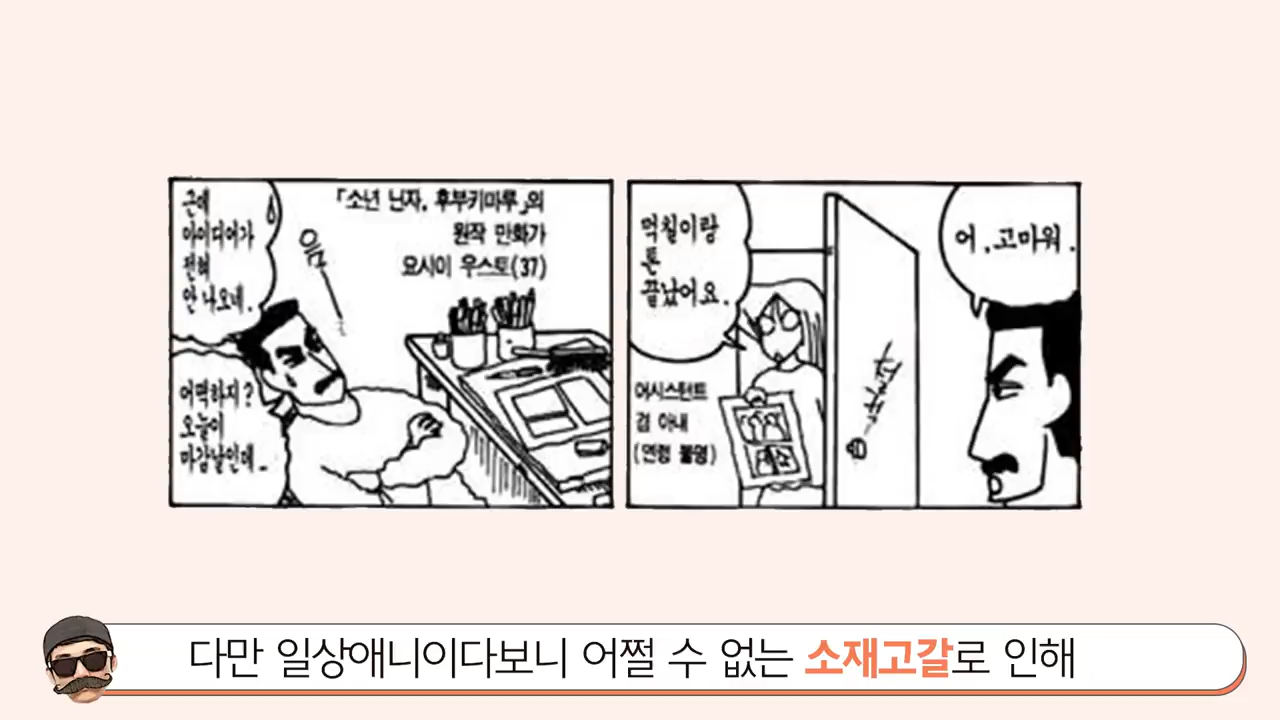 「소년 닌자, 후부키마루」의
원작 만화가
요시이 우스토(37)
음
근데
아이디어가
전혀
안 나오네.
어떡하지?
오늘이
마감날인데..
먹칠이랑
톤
끝났어요.
어시스턴트
겸 아내
(연령 불명)
어, 고마워.
다만 일상애니이다보니 어쩔 수 없는 소재고갈로 인해